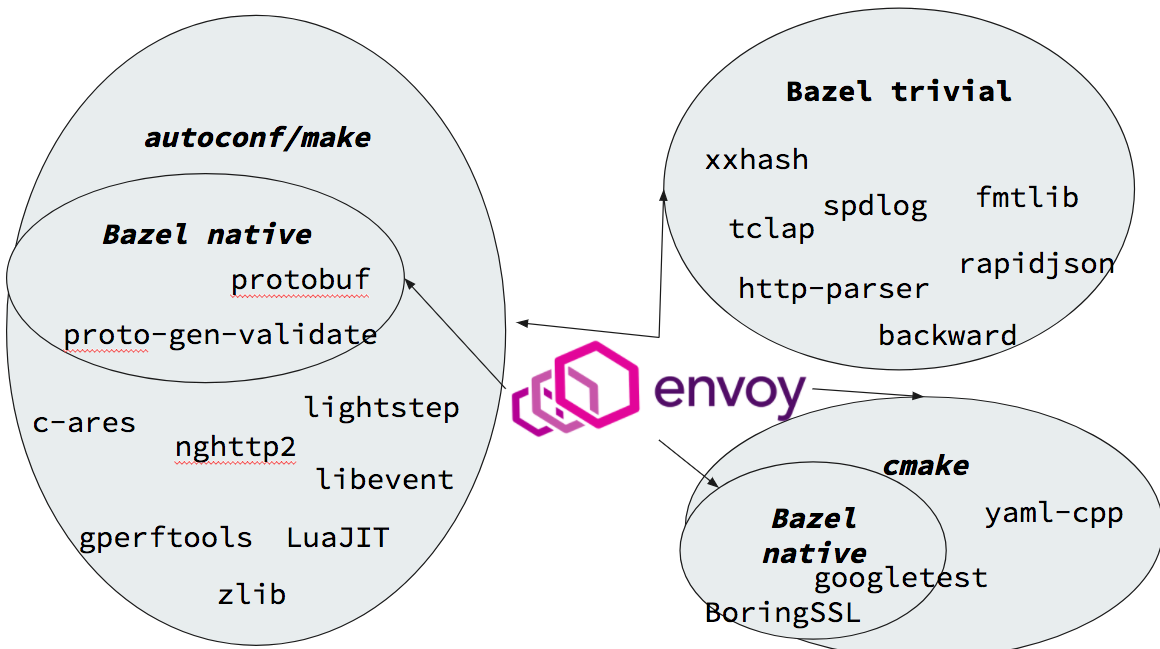 autoconf/make
Bazel native
protobuf
proto-gen-validate
c-ares
lightstep
nghttp2
libevent
gperftools
LuaJIT
zlib
envoy
Bazel trivial
xxhash
spdlog
fmtlib
tclap
rapidjson
http-parser
backward
cmake
Bazel
native
yaml-cpp
googletest
BoringSSL